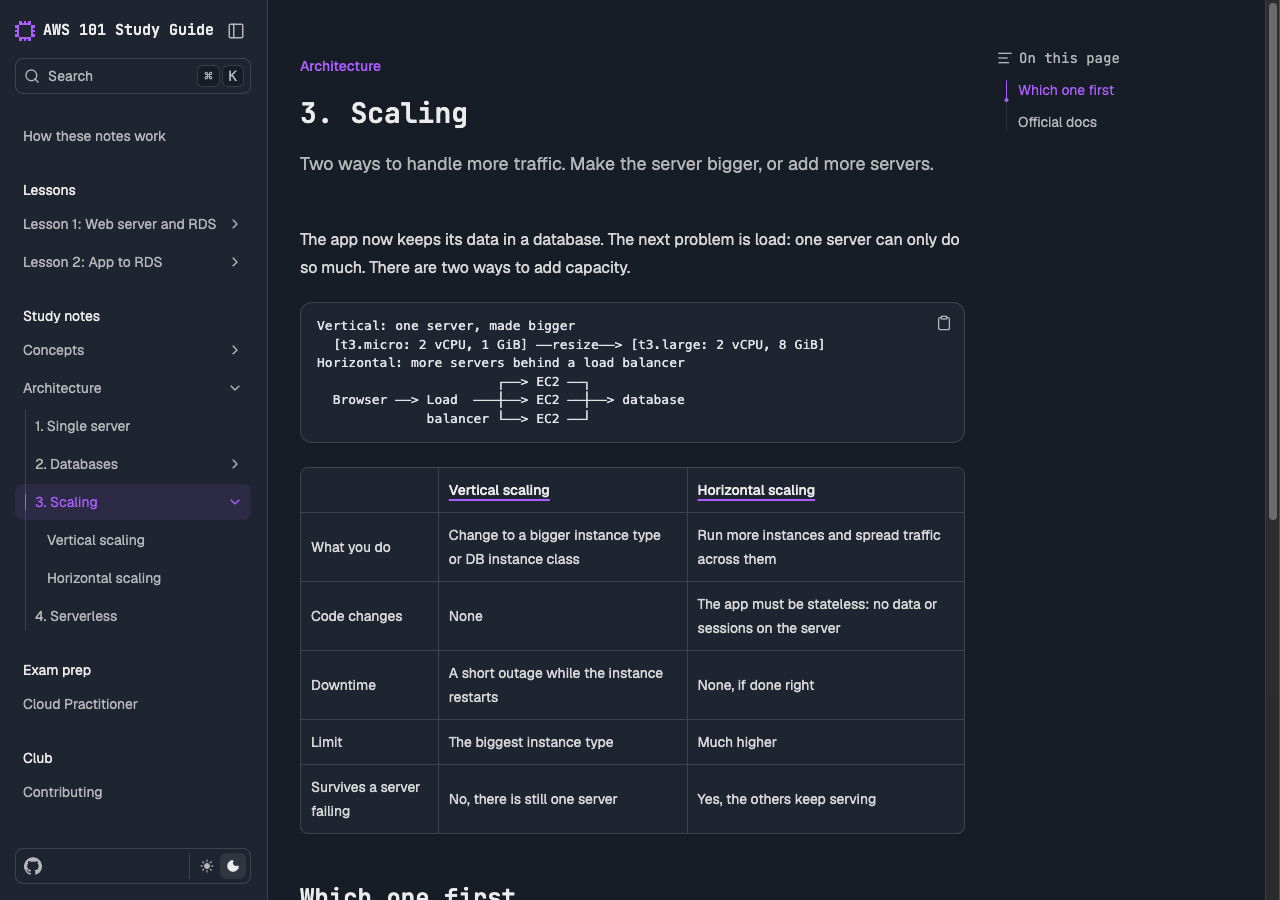 AWS 101 Study Guide
Search ⌘ K
How these notes work
Lessons
Lesson 1: Web server and RDS
Lesson 2: App to RDS
Study notes
Concepts
Architecture
1. Single server
2. Databases
3. Scaling
Vertical scaling
Horizontal scaling
4. Serverless
Exam prep
Cloud Practitioner
Club
Contributing
Architecture
3. Scaling
Two ways to handle more traffic. Make the server bigger, or add more servers.
The app now keeps its data in a database. The next problem is load: one server can only do
so much. There are two ways to add capacity.
Vertical: one server, made bigger
[t3.micro: 2 vCPU, 1 GiB] ──resize──> [t3.large: 2 vCPU, 8 GiB]
Horizontal: more servers behind a load balancer
┌──> EC2 ──┐
Browser ──> Load ───┼──> EC2 ──┼──> database
balancer └──> EC2 ──┘
Vertical scaling
Horizontal scaling
What you do
Change to a bigger instance type
or DB instance class
Run more instances and spread traffic
across them
Code changes
None
The app must be stateless: no data or
sessions on the server
Downtime
A short outage while the instance
restarts
None, if done right
Limit
The biggest instance type
Much higher
Survives a server
failing
No, there is still one server
Yes, the others keep serving
Which one first
On this page
Which one first
Official docs